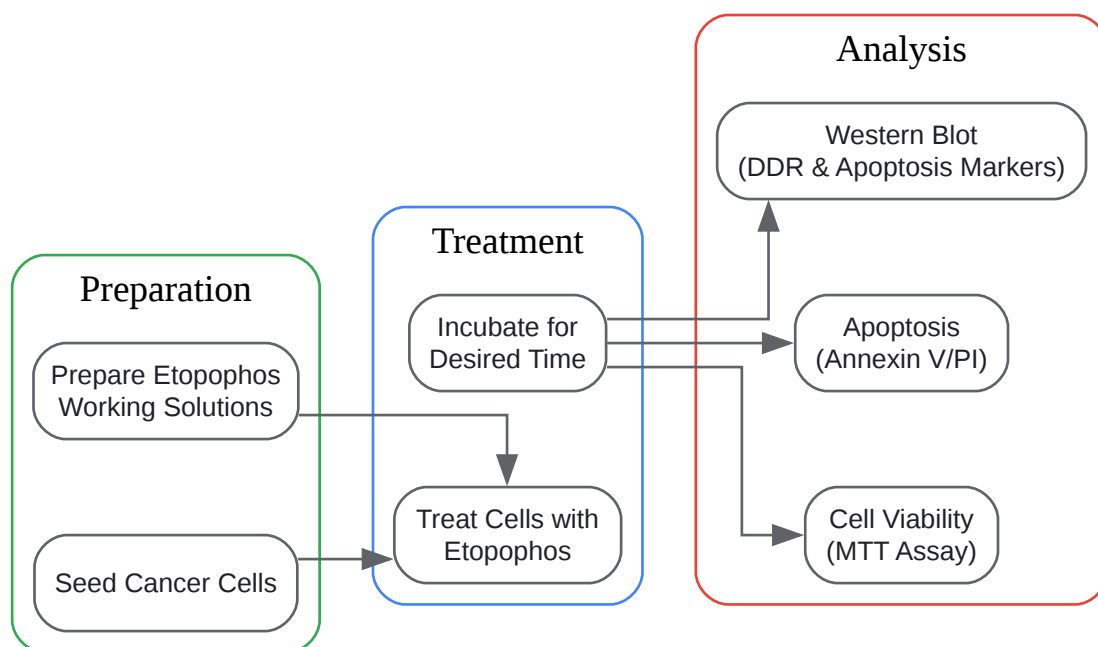 Preparation
Prepare Etopophos
Working Solutions
Seed Cancer Cells
Treatment
Incubate for
Desired Time
Treat Cells with
Etopophos
Analysis
Western Blot
(DDR & Apoptosis Markers)
Apoptosis
(Annexin V/PI)
Cell Viability
(MTT Assay)